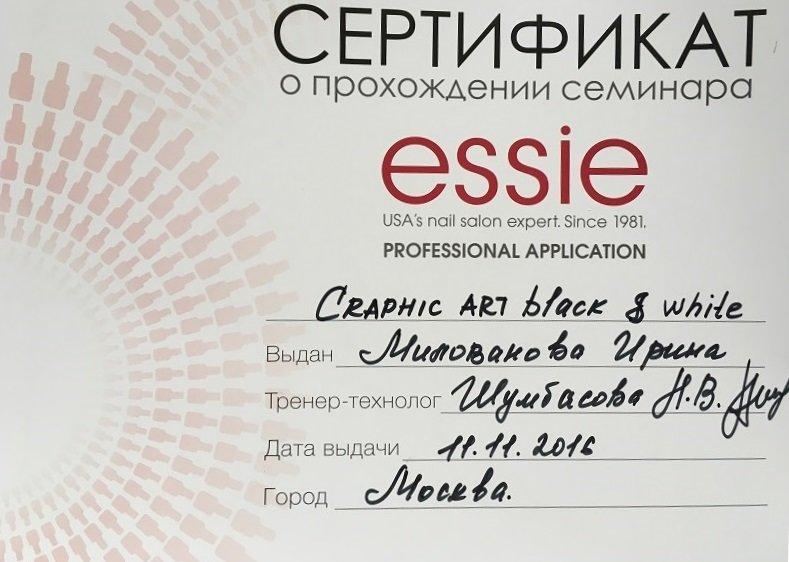 СЕРТИФИКАТ
о прохождении семинара
essie
USA's nail salon expert. Since 1981.
PROFESSIONAL APPLICATION
GRAPHIC ART black & white
Выдан Милованова Ирина
Тренер-технолог Шумбасова Н.В.
Дата выдачи 11.11.2016
Город Москва.